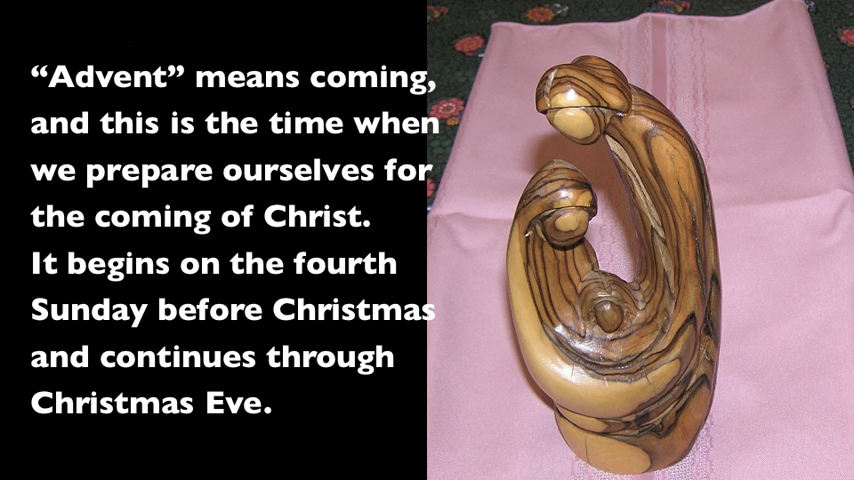 “Advent” means coming,
and this is the time when
we prepare ourselves for
the coming of Christ.
It begins on the fourth
Sunday before Christmas
and continues through
Christmas Eve.